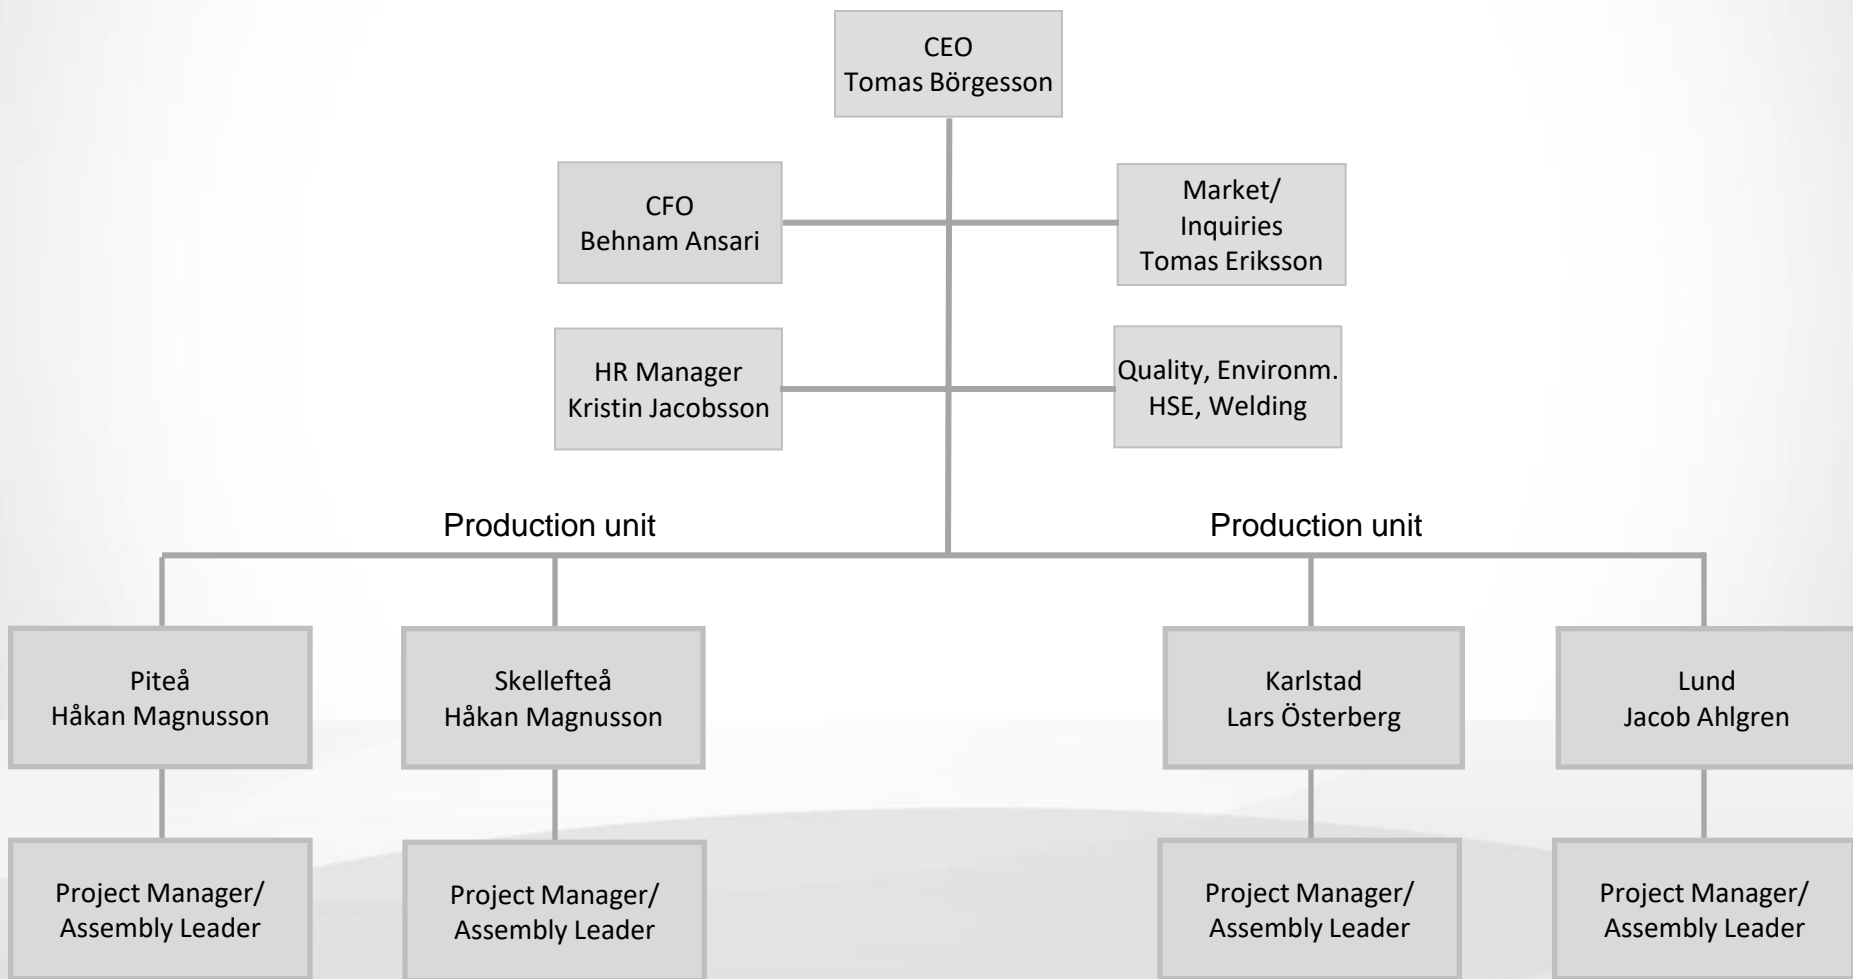 CEO
Tomas Börgesson
CFO
Behnam Ansari
Market/
Inquiries
Tomas Eriksson
HR Manager
Kristin Jacobsson
Quality, Environm.
HSE, Welding
Production unit
Production unit
Piteå
Håkan Magnusson
Skellefteå
Håkan Magnusson
Karlstad
Lars Österberg
Lund
Jacob Ahlgren
Project Manager/
Assembly Leader
Project Manager/
Assembly Leader
Project Manager/
Assembly Leader
Project Manager/
Assembly Leader